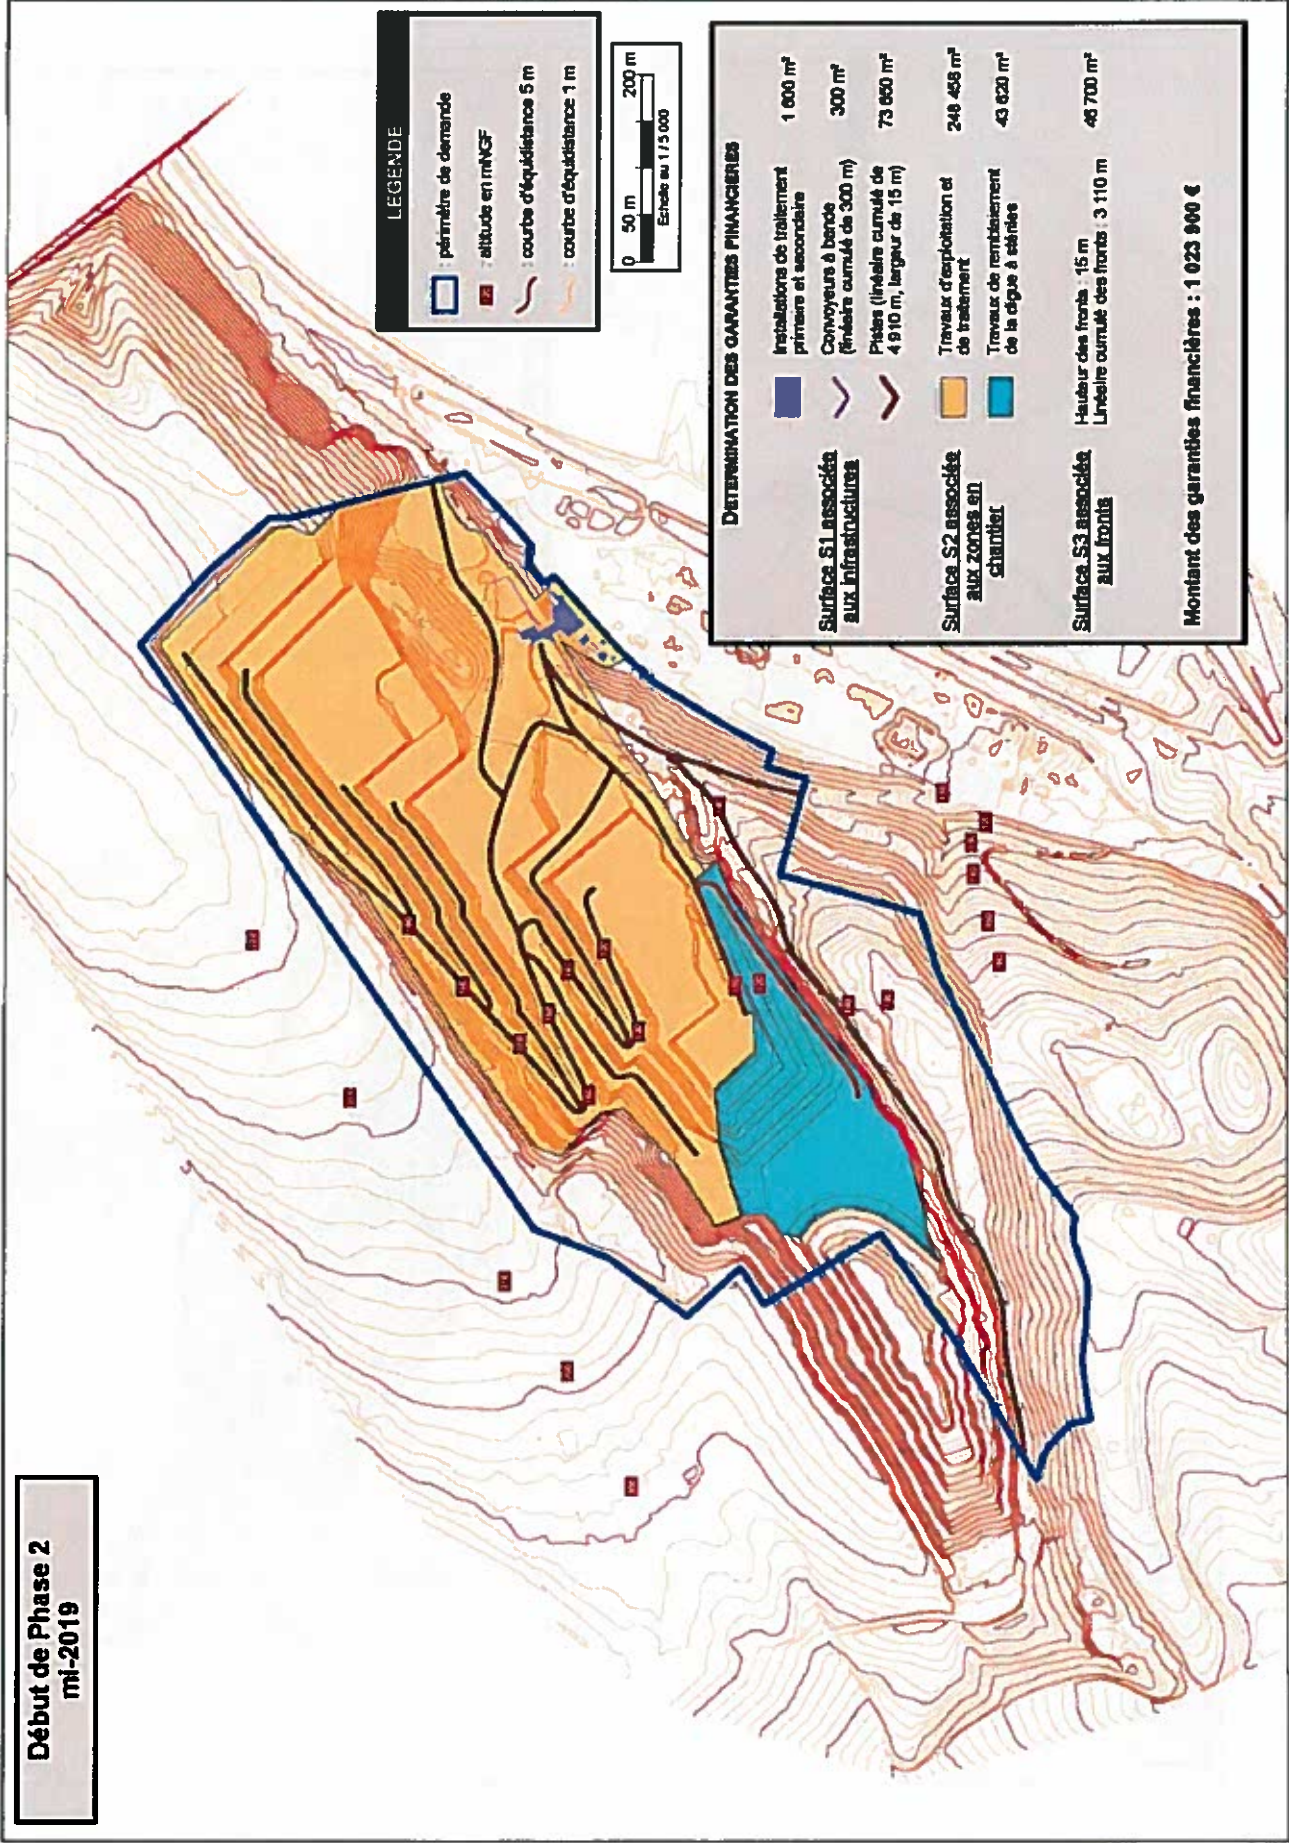 Début de Phase 2
mi-2019
LEGENDE
: périmètre de demande
: altitude en mNGF
: courbe d'équidistance 5 m
: courbe d'équidistance 1 m
0 50 m 200 m
Echelle au 1 / 5 000
DETERMINATION DES GARANTIES FINANCIERES
Surface S1 associée
aux infrastructures
Installations de traitement
primaire et secondaire
1 600 m²
Convoyeurs à bande
(linéaire cumulé de 300 m)
300 m²
Pistes (linéaire cumulé de
4 910 m, largeur de 15 m)
73 650 m²
Surface S2 associée
aux zones en
chantier
Travaux d'exploitation et
de traitement
248 458 m²
Travaux de remblaiement
de la digue à stériles
43 620 m²
Surface S3 associée
aux fronts
Hauteur des fronts : 15 m
Linéaire cumulé des fronts : 3 110 m
46 700 m²
Montant des garanties financières : 1 023 900 €